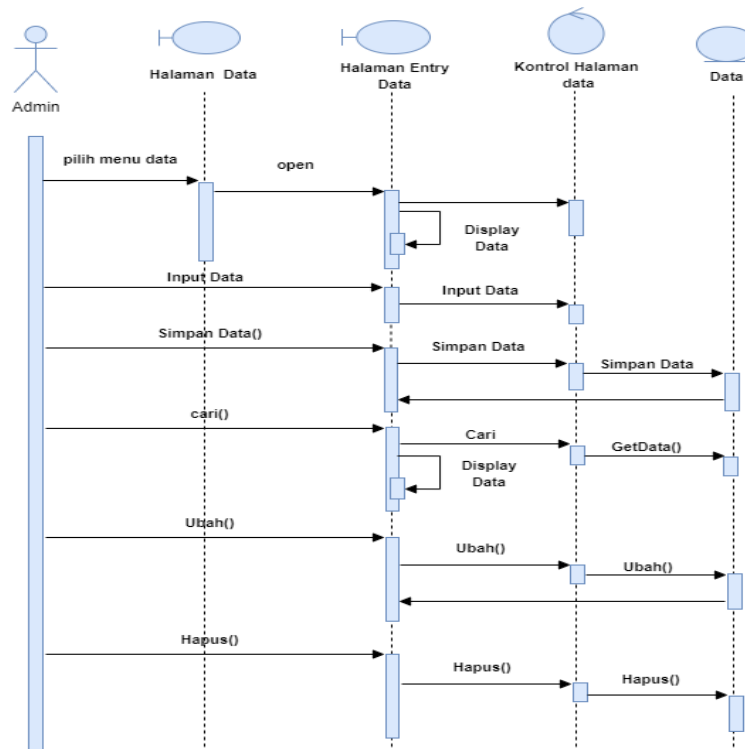 Admin
Halaman Data
Halaman Entry
Data
Kontrol Halaman
data
Data
pilih menu data
open
Display
Data
Input Data
Input Data
Simpan Data()
Simpan Data
Simpan Data
cari()
Cari
GetData()
Display
Data
Ubah()
Ubah()
Ubah()
Hapus()
Hapus()
Hapus()